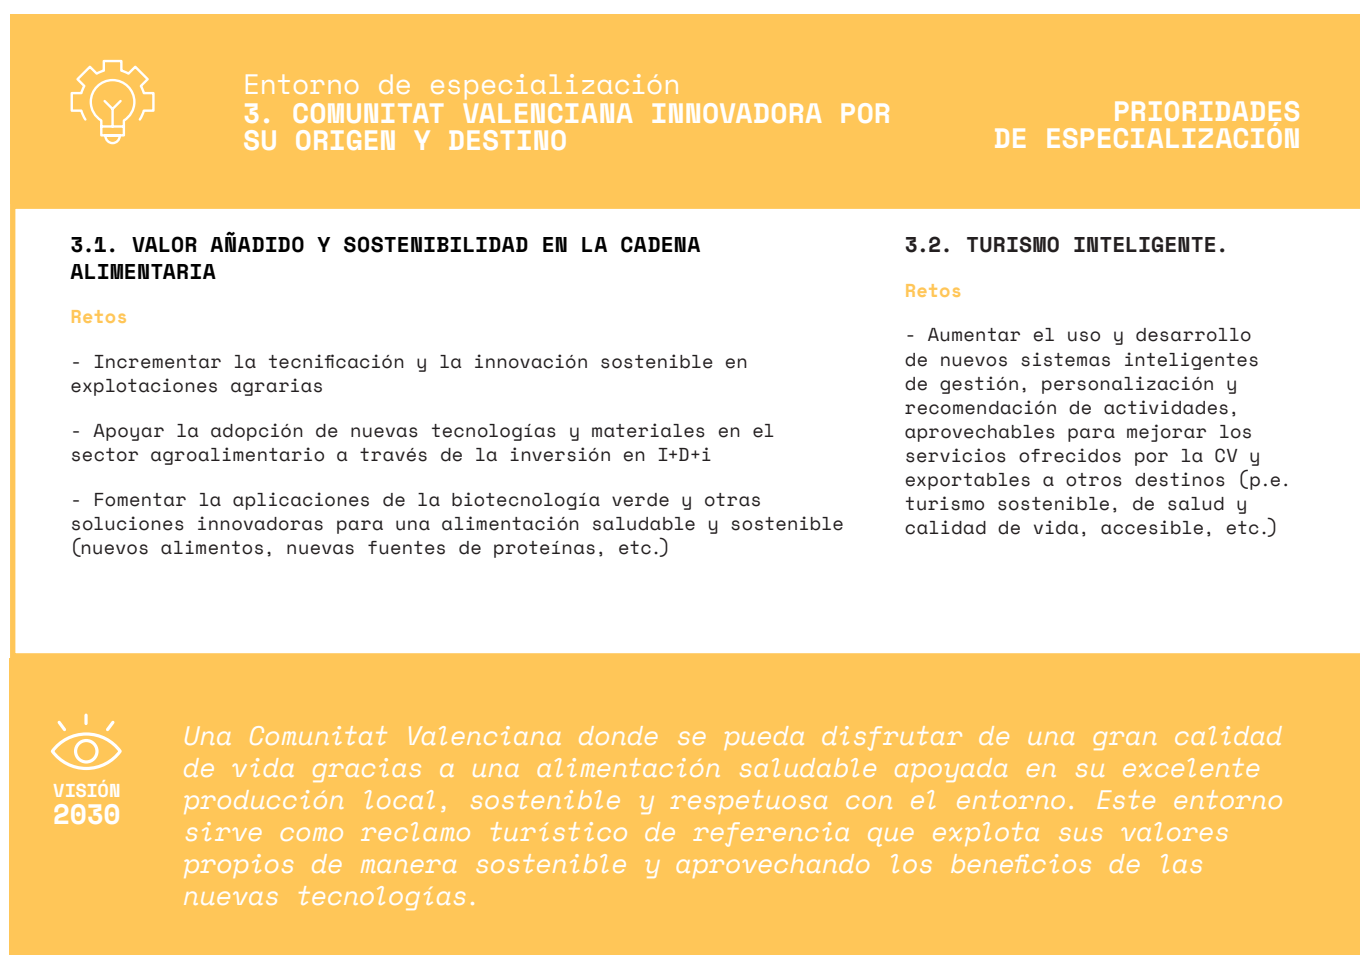 Entorno de especialización
3. COMUNITAT VALENCIANA INNOVADORA POR
SU ORIGEN Y DESTINO
PRIORIDADES
DE ESPECIALIZACIÓN
3.1. VALOR AÑADIDO Y SOSTENIBILIDAD EN LA CADENA
ALIMENTARIA
Retos
- Incrementar la tecnificación y la innovación sostenible en
explotaciones agrarias
- Apoyar la adopción de nuevas tecnologías y materiales en el
sector agroalimentario a través de la inversión en I+D+i
- Fomentar la aplicaciones de la biotecnología verde y otras
soluciones innovadoras para una alimentación saludable y sostenible
(nuevos alimentos, nuevas fuentes de proteínas, etc.)
3.2. TURISMO INTELIGENTE.
Retos
- Aumentar el uso y desarrollo
de nuevos sistemas inteligentes
de gestión, personalización y
recomendación de actividades,
aprovechables para mejorar los
servicios ofrecidos por la CV y
exportables a otros destinos (p.e.
turismo sostenible, de salud y
calidad de vida, accesible, etc.)
VISIÓN
2030
Una Comunitat Valenciana donde se pueda disfrutar de una gran calidad
de vida gracias a una alimentación saludable apoyada en su excelente
producción local, sostenible y respetuosa con el entorno. Este entorno
sirve como reclamo turístico de referencia que explota sus valores
propios de manera sostenible y aprovechando los beneficios de las
nuevas tecnologías.